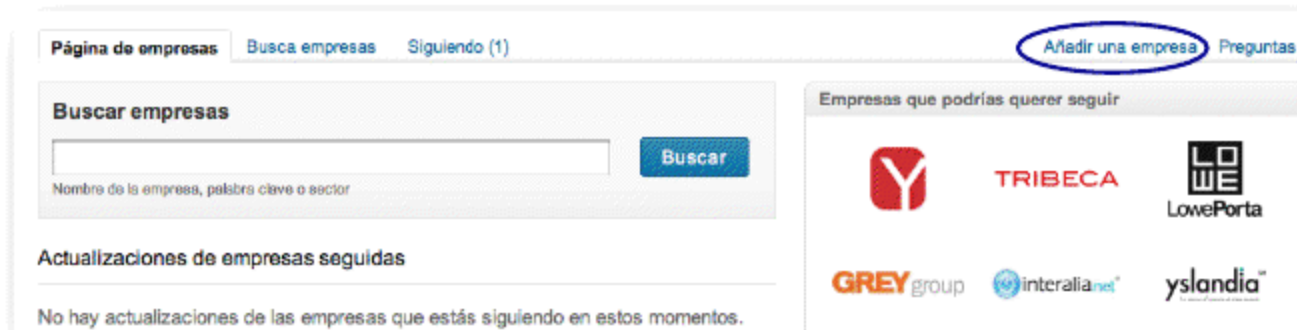 Página de empresas Busca empresas Siguiendo (1) Añadir una empresa Preguntas
Buscar empresas
Buscar
Nombre de la empresa, palabra clave o sector
Actualizaciones de empresas seguidas
No hay actualizaciones de las empresas que estás siguiendo en estos momentos.
Empresas que podrías querer seguir
Y TRIBECA LOWE
LowePorta
GREY group interalia.net yslandia